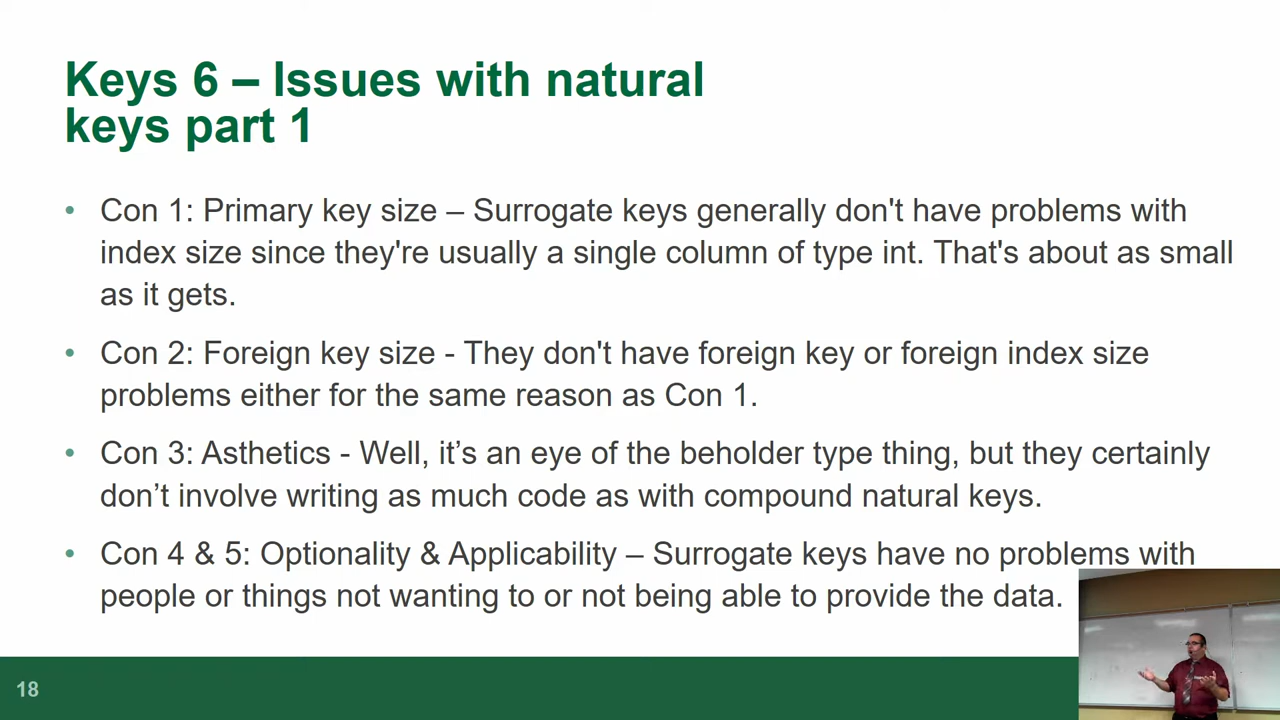 Keys 6 – Issues with natural
keys part 1
• Con 1: Primary key size – Surrogate keys generally don't have problems with
index size since they're usually a single column of type int. That's about as small
as it gets.
• Con 2: Foreign key size - They don't have foreign key or foreign index size
problems either for the same reason as Con 1.
• Con 3: Asthetics - Well, it’s an eye of the beholder type thing, but they certainly
don’t involve writing as much code as with compound natural keys.
• Con 4 & 5: Optionality & Applicability – Surrogate keys have no problems with
people or things not wanting to or not being able to provide the data.
18